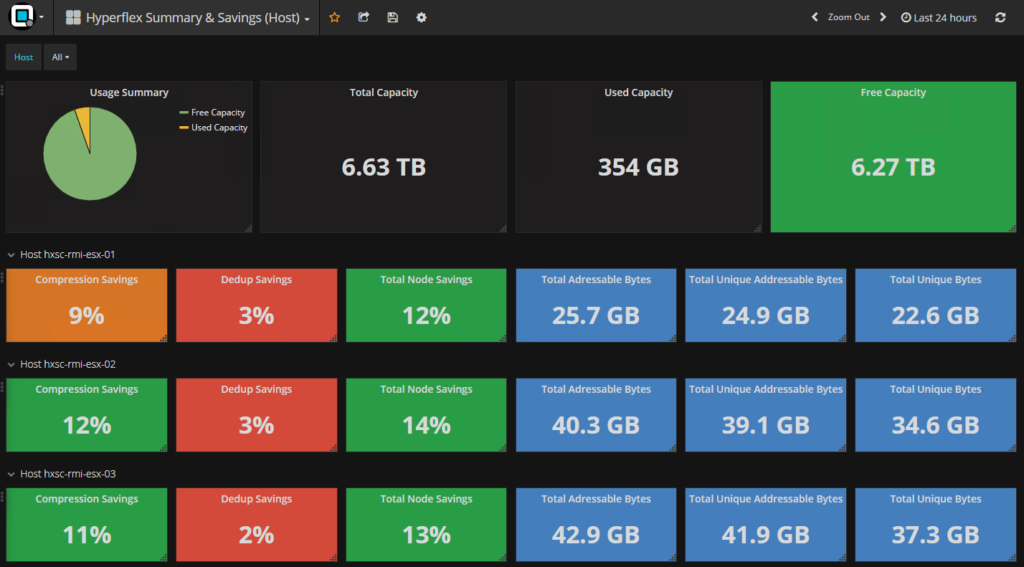 Hyperflex Summary & Savings (Host)
Zoom Out
Last 24 hours
Host
All
Usage Summary
Free Capacity
Used Capacity
Total Capacity
6.63 TB
Used Capacity
354 GB
Free Capacity
6.27 TB
Host hxsc-rmi-esx-01
Compression Savings
9%
Dedup Savings
3%
Total Node Savings
12%
Total Adressable Bytes
25.7 GB
Total Unique Addressable Bytes
24.9 GB
Total Unique Bytes
22.6 GB
Host hxsc-rmi-esx-02
Compression Savings
12%
Dedup Savings
3%
Total Node Savings
14%
Total Adressable Bytes
40.3 GB
Total Unique Addressable Bytes
39.1 GB
Total Unique Bytes
34.6 GB
Host hxsc-rmi-esx-03
Compression Savings
11%
Dedup Savings
2%
Total Node Savings
13%
Total Adressable Bytes
42.9 GB
Total Unique Addressable Bytes
41.9 GB
Total Unique Bytes
37.3 GB